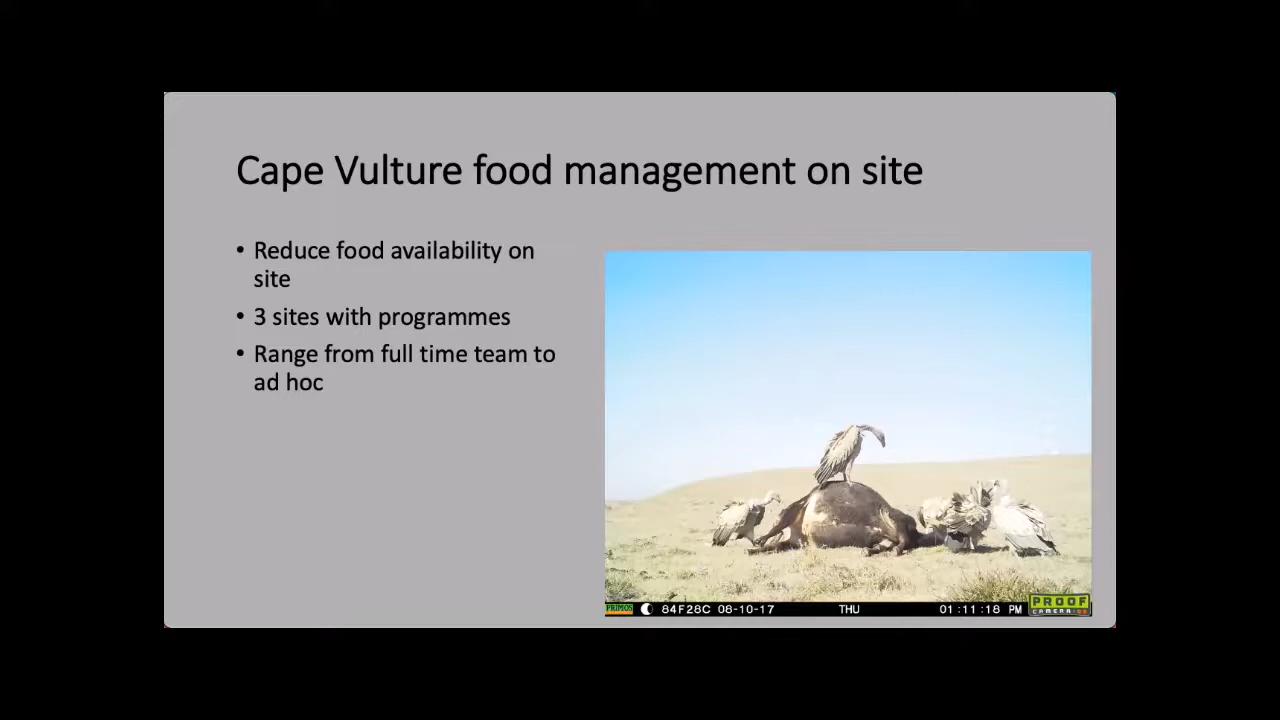 Cape Vulture food management on site
• Reduce food availability on
site
• 3 sites with programmes
• Range from full time team to
ad hoc
PRIMOS 84F28C 08-10-17 THU 01:11:18 PM PROOF
CAMERA 03